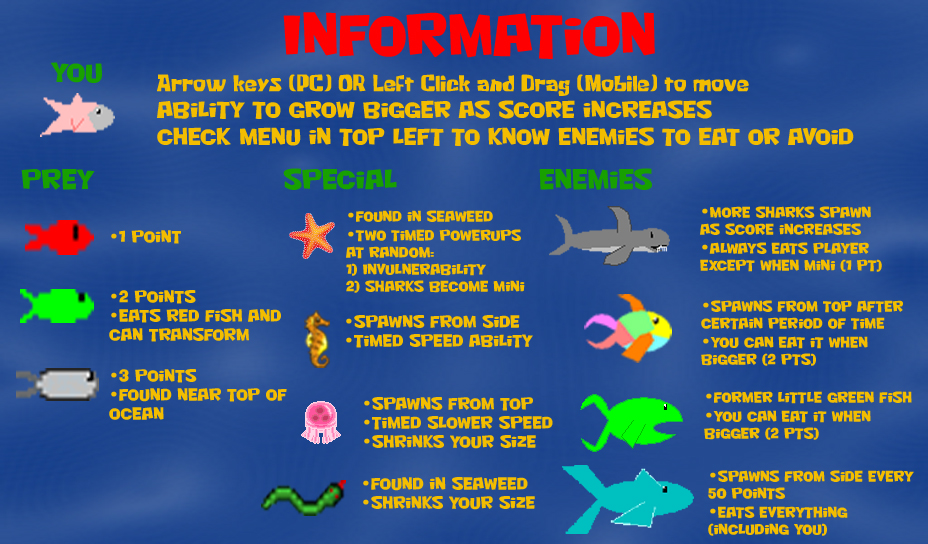 INFORMATION
YOU
Arrow keys (PC) OR Left Click and Drag (Mobile) to move
ABILITY TO GROW BIGGER AS SCORE INCREASES
CHECK MENU IN TOP LEFT TO KNOW ENEMIES TO EAT OR AVOID
PREY
•1 POINT
•2 POINTS
•EATS RED FISH AND
CAN TRANSFORM
•3 POINTS
•FOUND NEAR TOP OF
OCEAN
SPECIAL
•FOUND IN SEAWEED
•TWO TIMED POWERUPS
AT RANDOM:
1) INVULNERABILITY
2) SHARKS BECOME MINI
•SPAWNS FROM SIDE
•TIMED SPEED ABILITY
•SPAWNS FROM TOP
•TIMED SLOWER SPEED
•SHRINKS YOUR SIZE
•FOUND IN SEAWEED
•SHRINKS YOUR SIZE
ENEMIES
•MORE SHARKS SPAWN
AS SCORE INCREASES
•ALWAYS EATS PLAYER
EXCEPT WHEN MINI (1 PT)
•SPAWNS FROM TOP AFTER
CERTAIN PERIOD OF TIME
•YOU CAN EAT IT WHEN
BIGGER (2 PTS)
•FORMER LITTLE GREEN FISH
•YOU CAN EAT IT WHEN
BIGGER (2 PTS)
•SPAWNS FROM SIDE EVERY
50 POINTS
•EATS EVERYTHING
(INCLUDING YOU)